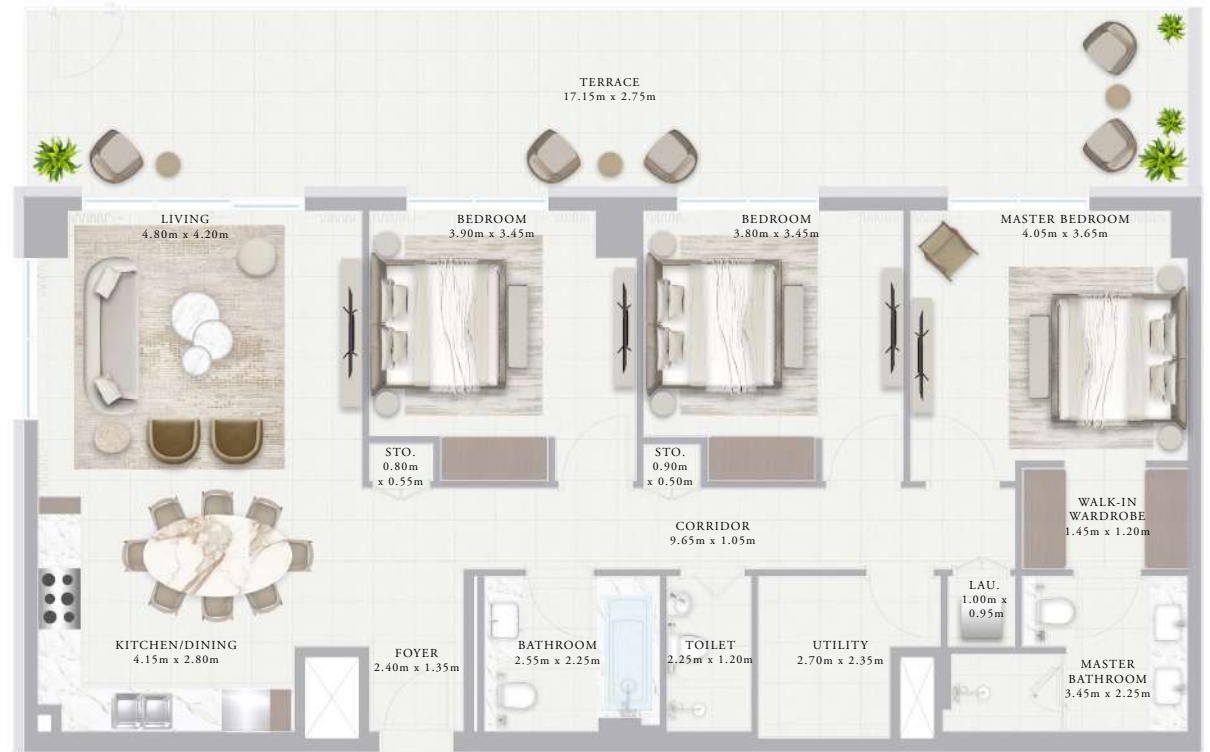 TERRACE
17.15m x 2.75m
LIVING
4.80m x 4.20m
BEDROOM
3.90m x 3.45m
BEDROOM
3.80m x 3.45m
MASTER BEDROOM
4.05m x 3.65m
STO.
0.80m
x 0.55m
STO.
0.90m
x 0.50m
CORRIDOR
9.65m x 1.05m
WALK-IN
WARDROBE
1.45m x 1.20m
KITCHEN/DINING
4.15m x 2.80m
FOYER
2.40m x 1.35m
BATHROOM
2.55m x 2.25m
TOILET
2.25m x 1.20m
UTILITY
2.70m x 2.35m
LAU.
1.00m x
0.95m
MASTER
BATHROOM
3.45m x 2.25m